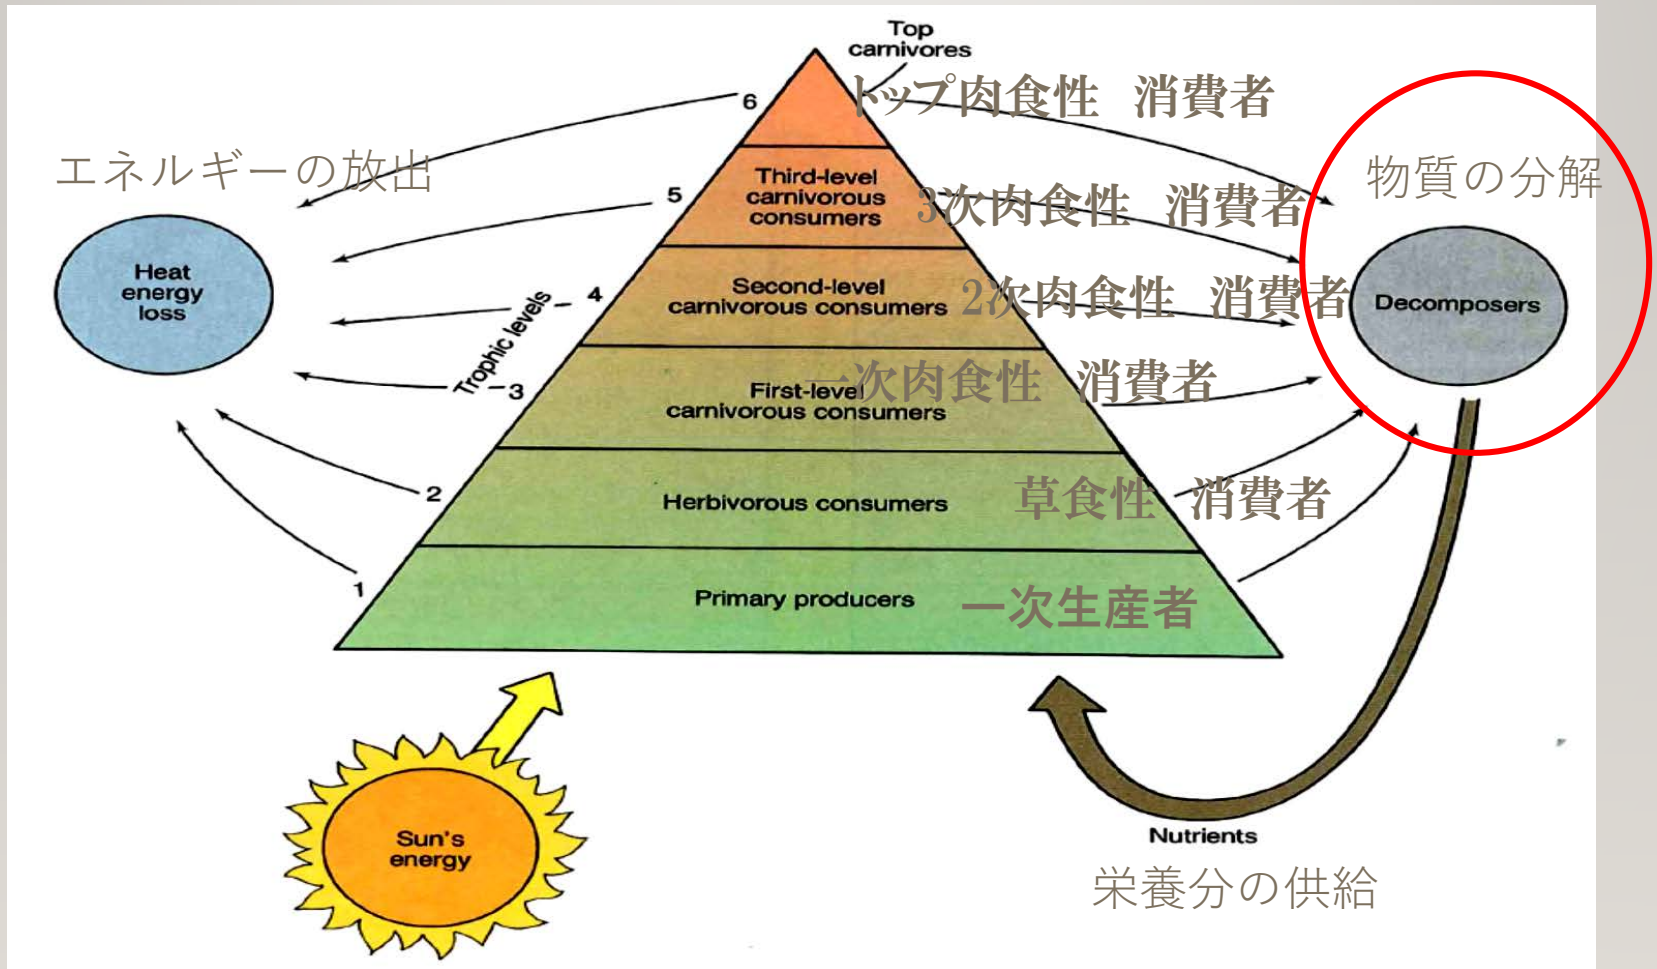 Top
carnivores
トップ肉食性 消費者
6
エネルギーの放出
物質の分解
Third-level
carnivorous
consumers
3次肉食性 消費者
5
Heat
energy
loss
Trophic levels
4
Second-level
carnivorous consumers
2次肉食性 消費者
Decomposers
3
First-level
carnivorous consumers
一次肉食性 消費者
2
Herbivorous consumers
草食性 消費者
1
Primary producers
一次生産者
Sun's
energy
Nutrients
栄養分の供給